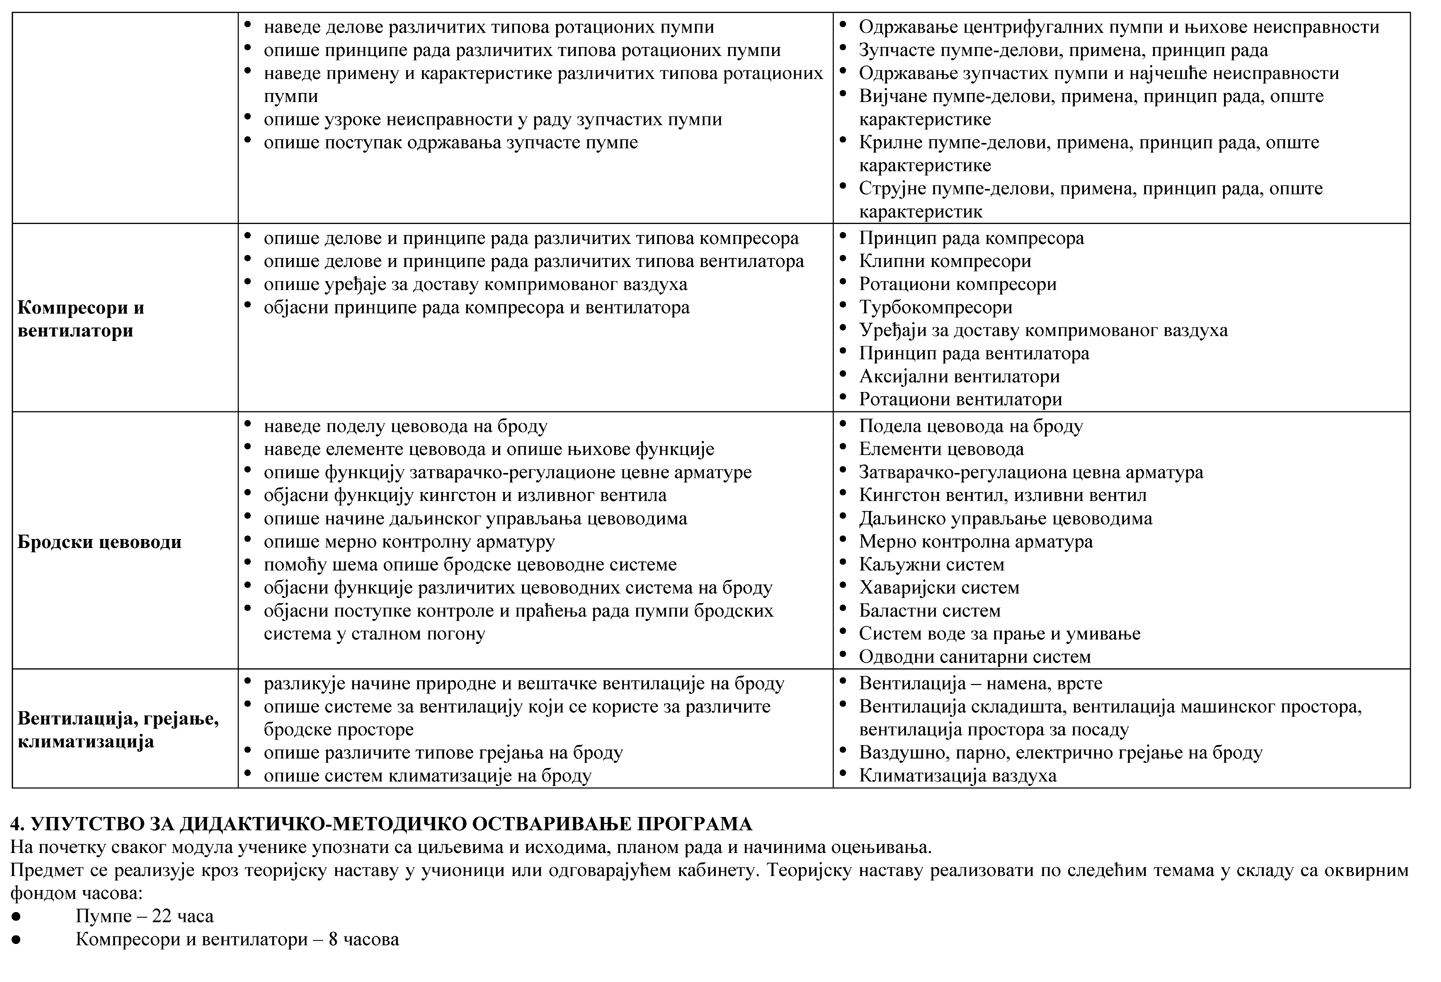 наведе делове различитих типова ротационих пумпи
опише принципе рада различитих типова ротационих пумпи
наведе примену и карактеристике различитих типова ротационих
пумпи
опише узроке неисправности у раду зупчастих пумпи
опише поступак одржавања зупчасте пумпе
Одржавање центрифугалних пумпи и њихове неисправности
Зупчасте пумпе-делови, примена, принцип рада
Одржавање зупчастих пумпи и најчешће неисправности
Вијчане пумпе-делови, примена, принцип рада, опште
карактеристике
Крилне пумпе-делови, примена, принцип рада, опште
карактеристике
Струјне пумпе-делови, примена, принцип рада, опште
карактеристик
Компресори и
вентилатори
опише делове и принципе рада различитих типова компресора
опише делове и принципе рада различитих типова вентилатора
опише уређаје за доставу компримованог ваздуха
објасни принципе рада компресора и вентилатора
Принцип рада компресора
Клипни компресори
Ротациони компресори
Турбокомпресори
Уређаји за доставу компримованог ваздуха
Принцип рада вентилатора
Аксијални вентилатори
Ротациони вентилатори
Бродски цевоводи
наведе поделу цевовода на броду
наведе елементе цевовода и опише њихове функције
опише функцију затварачко-регулационе цевне арматуре
објасни функцију кингстон и изливног вентила
опише начине даљинског управљања цевоводима
опише мерно контролну арматуру
помоћу шема опише бродске цевоводне системе
објасни функције различитих цевоводних система на броду
објасни поступке контроле и праћења рада пумпи бродских
система у сталном погону
Подела цевовода на броду
Елементи цевовода
Затварачко-регулациона цевна арматура
Кингстон вентил, изливни вентил
Даљинско управљање цевоводима
Мерно контролна арматура
Каљужни систем
Хаваријски систем
Баластни систем
Систем воде за прање и умивање
Одводни санитарни систем
Вентилација, грејање,
климатизација
разликује начине природне и вештачке вентилације на броду
опише системе за вентилацију који се користе за различите
бродске просторе
опише различите типове грејања на броду
опише систем климатизације на броду
Вентилација – намена, врсте
Вентилација складишта, вентилација машинског простора,
вентилација простора за посаду
Ваздушно, парно, електрично грејање на броду
Климатизација ваздуха
4. УПУТСТВО ЗА ДИДАКТИЧКО-МЕТОДИЧКО ОСТВАРИВАЊЕ ПРОГРАМА
На почетку сваког модула ученике упознати са циљевима и исходима, планом рада и начинима оцењивања.
Предмет се реализује кроз теоријску наставу у учионици или одговарајућем кабинету. Теоријску наставу реализовати по следећим темама у складу са оквирним
фондом часова:
● Пумпе – 22 часа
● Компресори и вентилатори – 8 часова